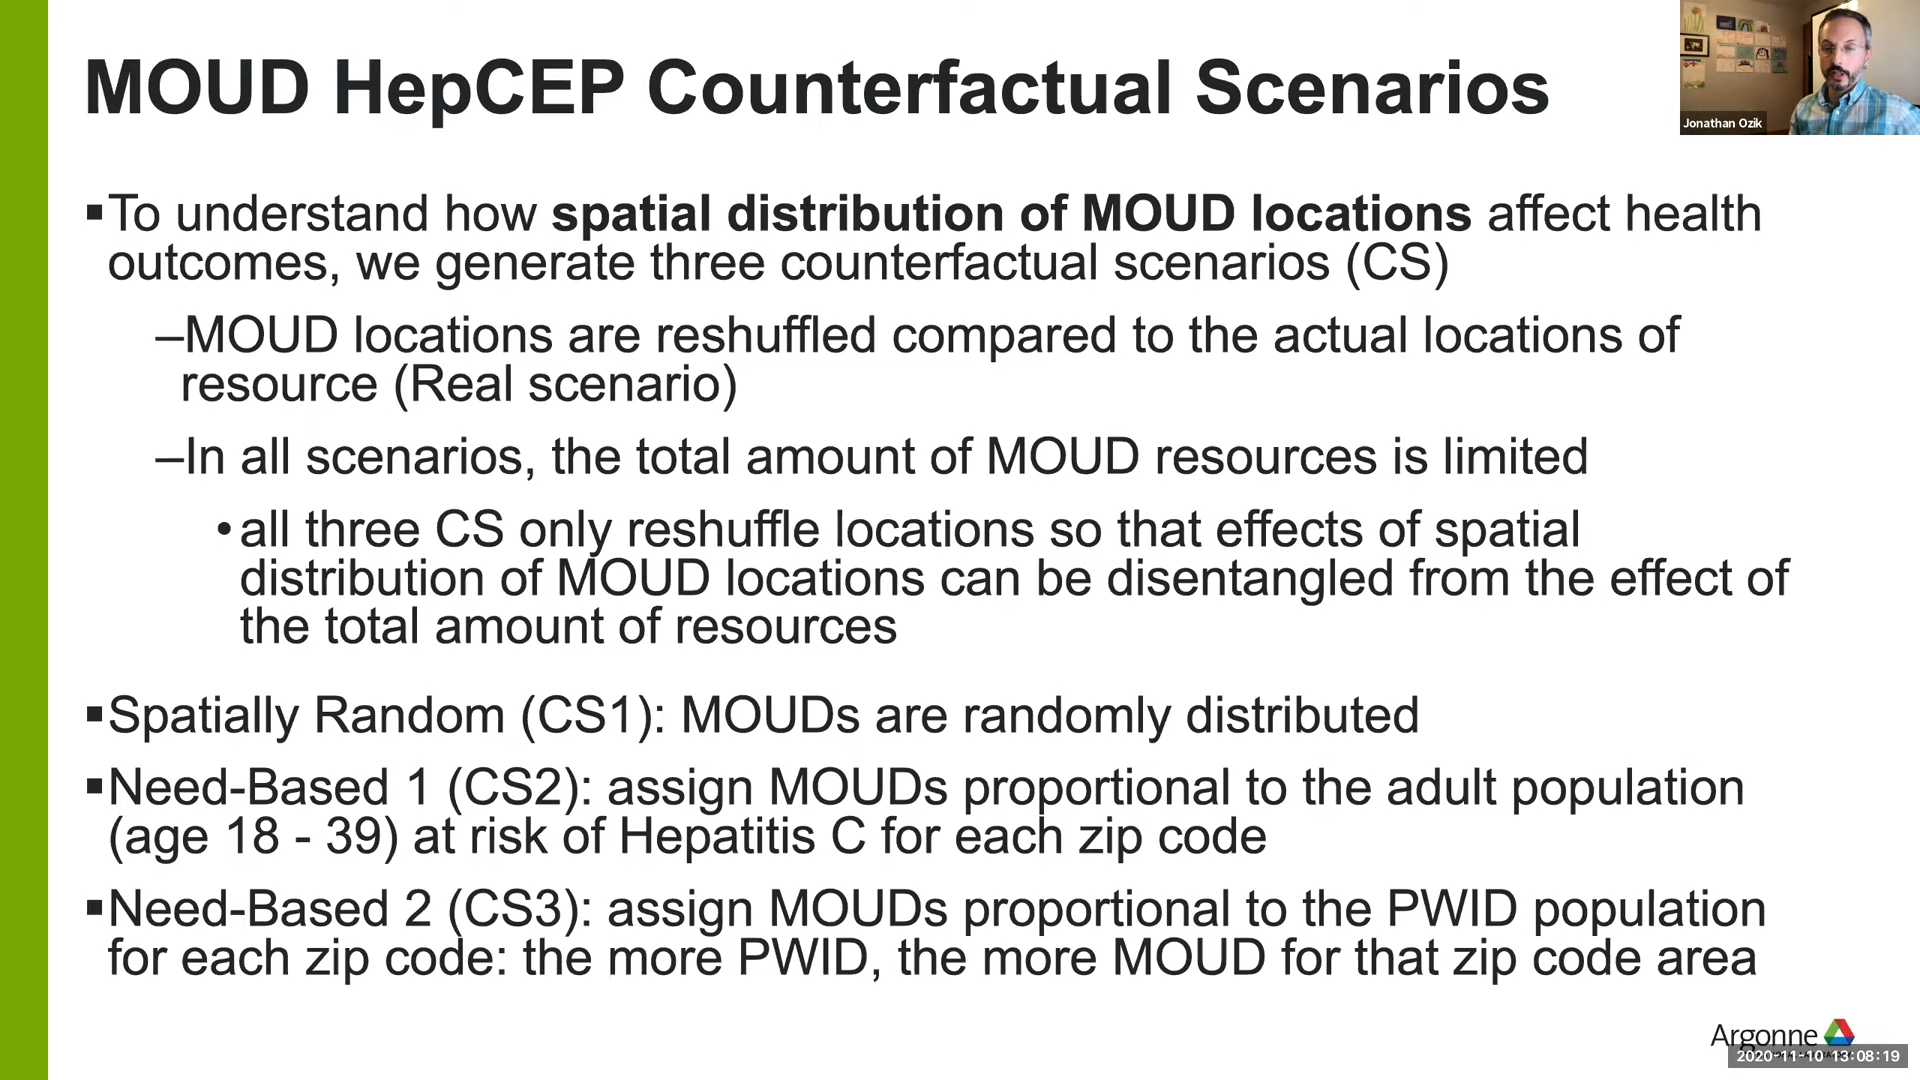 MOUD HepCEP Counterfactual Scenarios
Jonathan Ozik
▪To understand how spatial distribution of MOUD locations affect health
outcomes, we generate three counterfactual scenarios (CS)
–MOUD locations are reshuffled compared to the actual locations of
resource (Real scenario)
–In all scenarios, the total amount of MOUD resources is limited
•all three CS only reshuffle locations so that effects of spatial
distribution of MOUD locations can be disentangled from the effect of
the total amount of resources
▪Spatially Random (CS1): MOUDs are randomly distributed
▪Need-Based 1 (CS2): assign MOUDs proportional to the adult population
(age 18 - 39) at risk of Hepatitis C for each zip code
▪Need-Based 2 (CS3): assign MOUDs proportional to the PWID population
for each zip code: the more PWID, the more MOUD for that zip code area
Argonne
2020-11-10 13:08:19